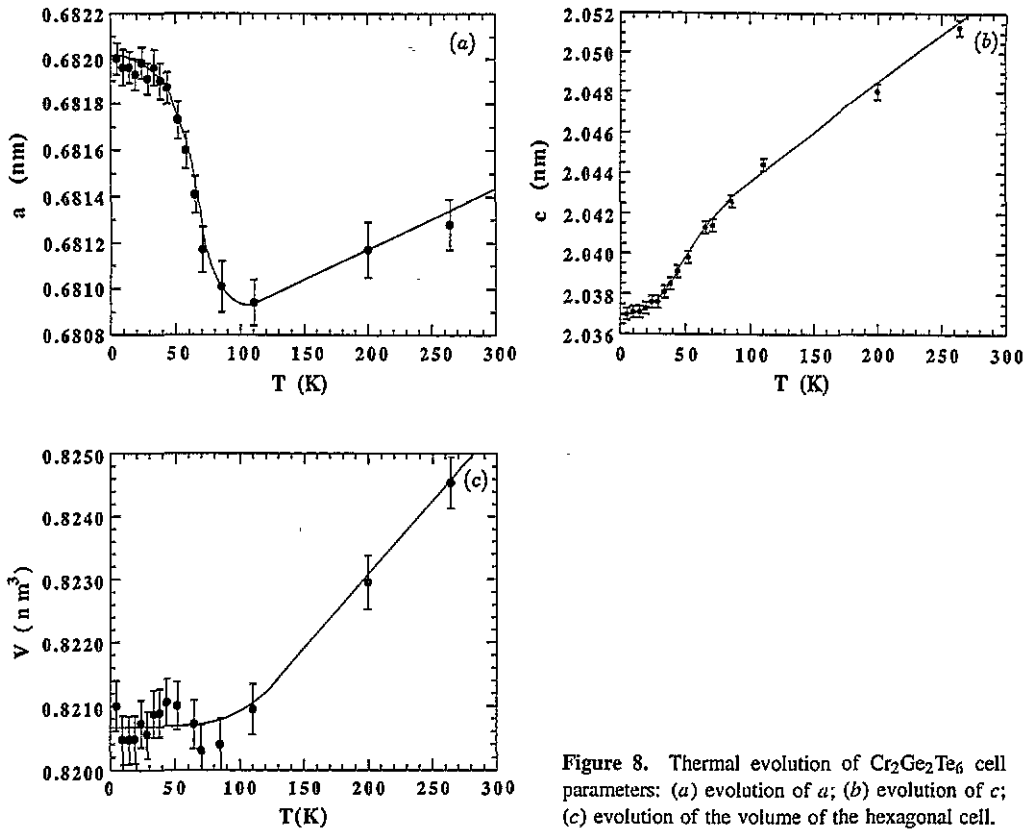 0.6822
0.6820
0.6818
0.6816
0.6814
0.6812
0.6810
0.6808
a (nm)
(a)
0 50 100 150 200 250 300
T (K)
2.052
2.050
2.048
2.046
2.044
2.042
2.040
2.038
2.036
c (nm)
(b)
0 50 100 150 200 250 300
T (K)
0.8250
0.8240
0.8230
0.8220
0.8210
0.8200
V ( n m³)
(c)
0 50 100 150 200 250 300
T(K)
Figure 8. Thermal evolution of Cr₂Ge₂Te₆ cell
parameters: (a) evolution of a; (b) evolution of c;
(c) evolution of the volume of the hexagonal cell.